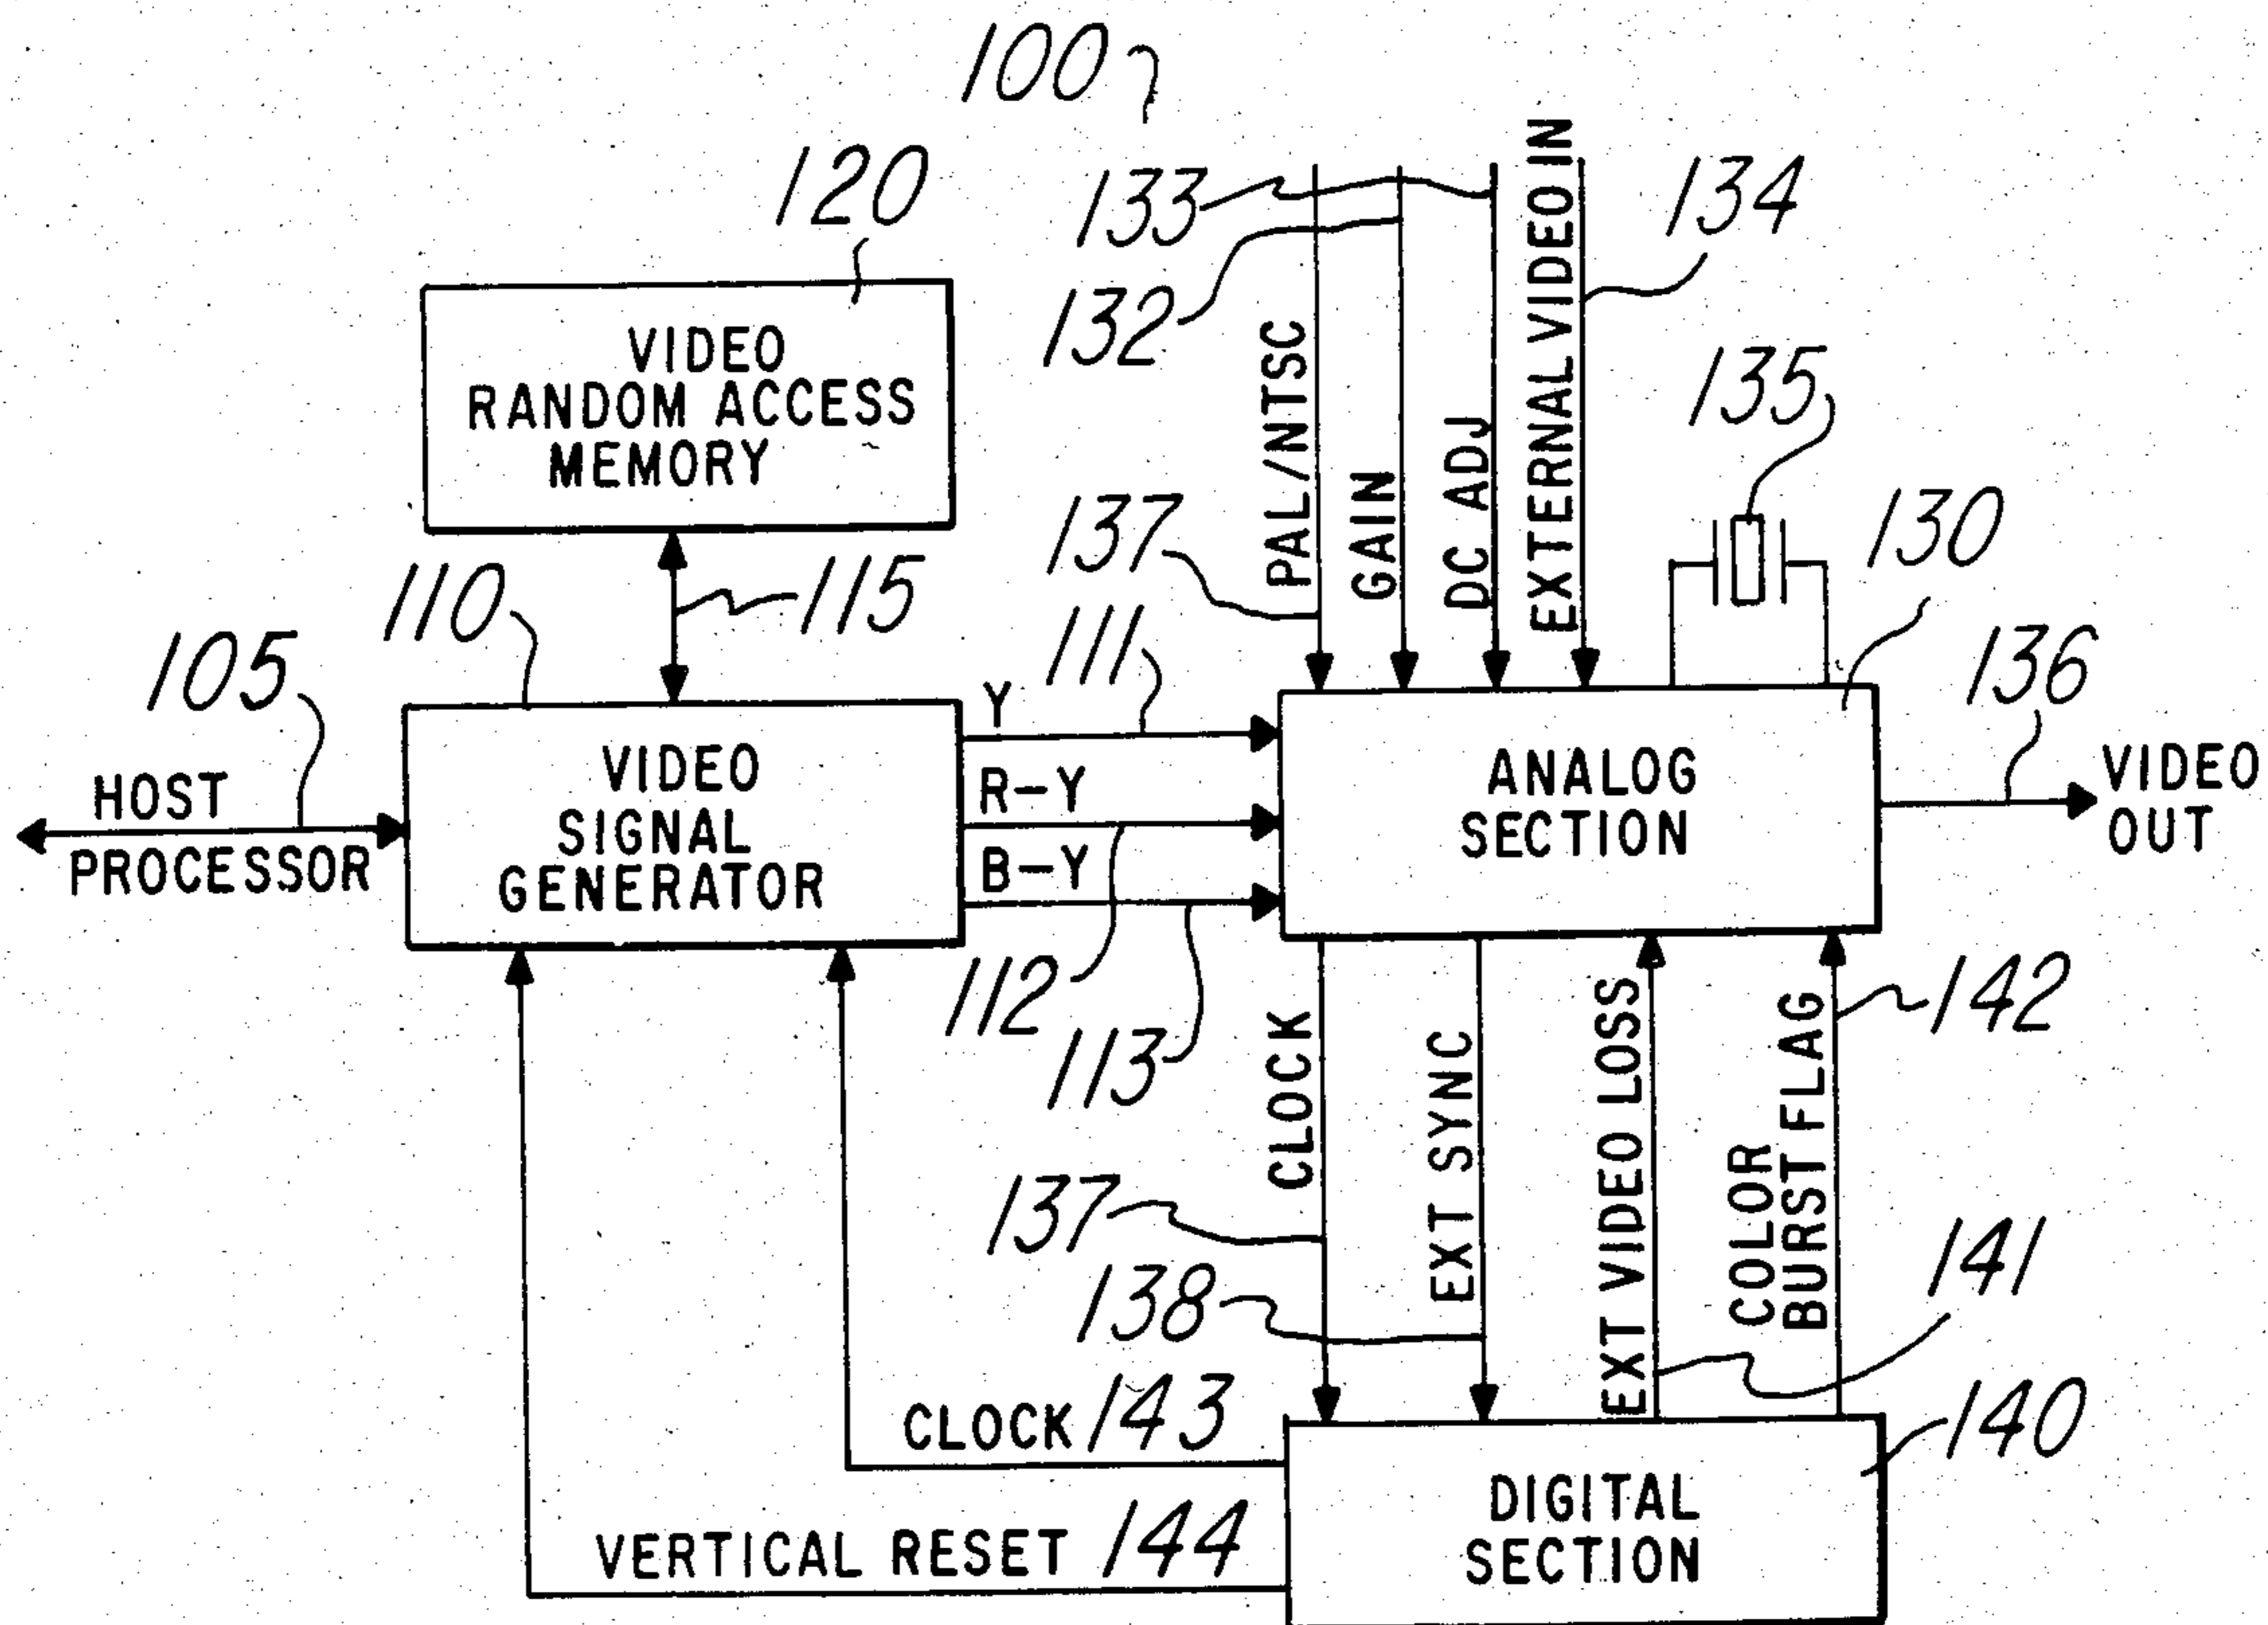 100
120
VIDEO
RANDOM ACCESS
MEMORY
133
132
134
135
137
PAL/NTSC
GAIN
DC ADJ
EXTERNAL VIDEO IN
130
110
115
105
111
136
HOST
PROCESSOR
VIDEO
SIGNAL
GENERATOR
Y
R-Y
B-Y
ANALOG
SECTION
VIDEO
OUT
112
113
142
CLOCK
EXT SYNC
EXT VIDEO LOSS
COLOR
BURST FLAG
137
138
141
CLOCK 143
140
VERTICAL RESET 144
DIGITAL
SECTION